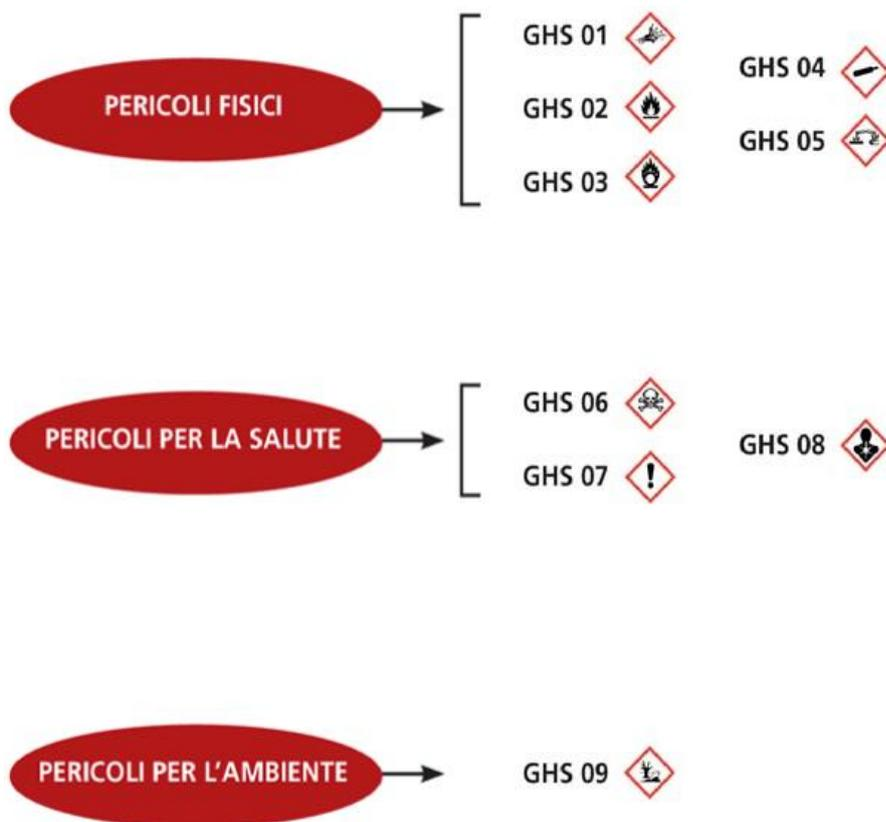 PERICOLI FISICI
GHS 01
GHS 02
GHS 03
GHS 04
GHS 05
PERICOLI PER LA SALUTE
GHS 06
GHS 07
GHS 08
PERICOLI PER L'AMBIENTE
GHS 09